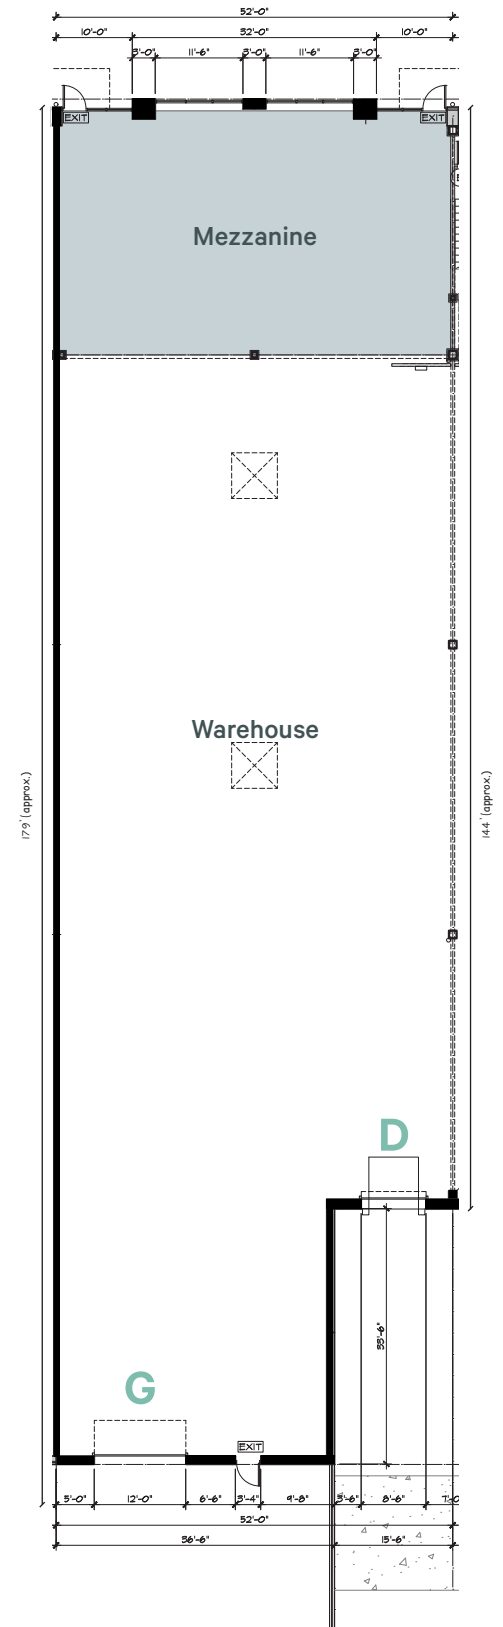 52'-0"
10'-0" 32'-0" 10'-0"
3'-0" 11'-6" 3'-0" 11'-6" 3'-0"
EXIT EXIT
Mezzanine
Warehouse
179' (approx.)
144' (approx.)
D
33'-6"
G
EXIT
5'-0" 12'-0" 6'-6" 3'-4" 9'-8" 3'-6" 8'-6"
52'-0"
36'-6" 15'-6"